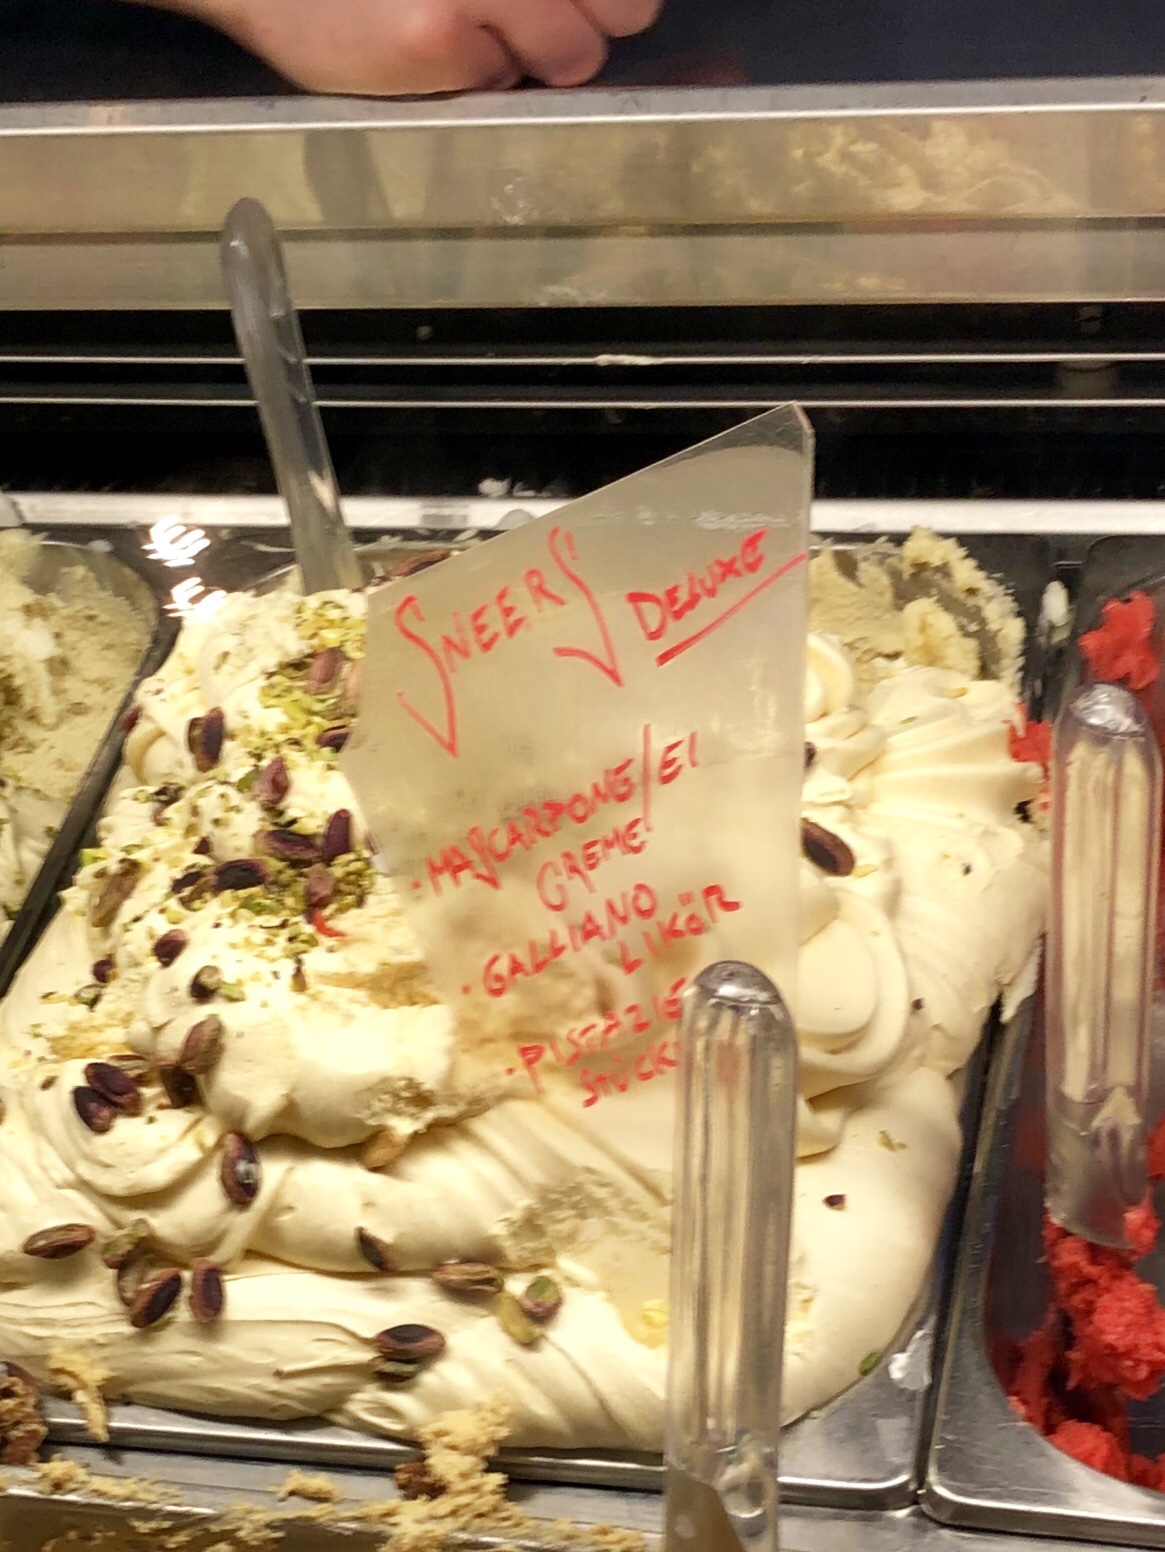 SNEERS DELUXE
· MASCARPONE/EI
CREME
· GALLIANO
LIKÖR
· PISTAZIE
STÜCK